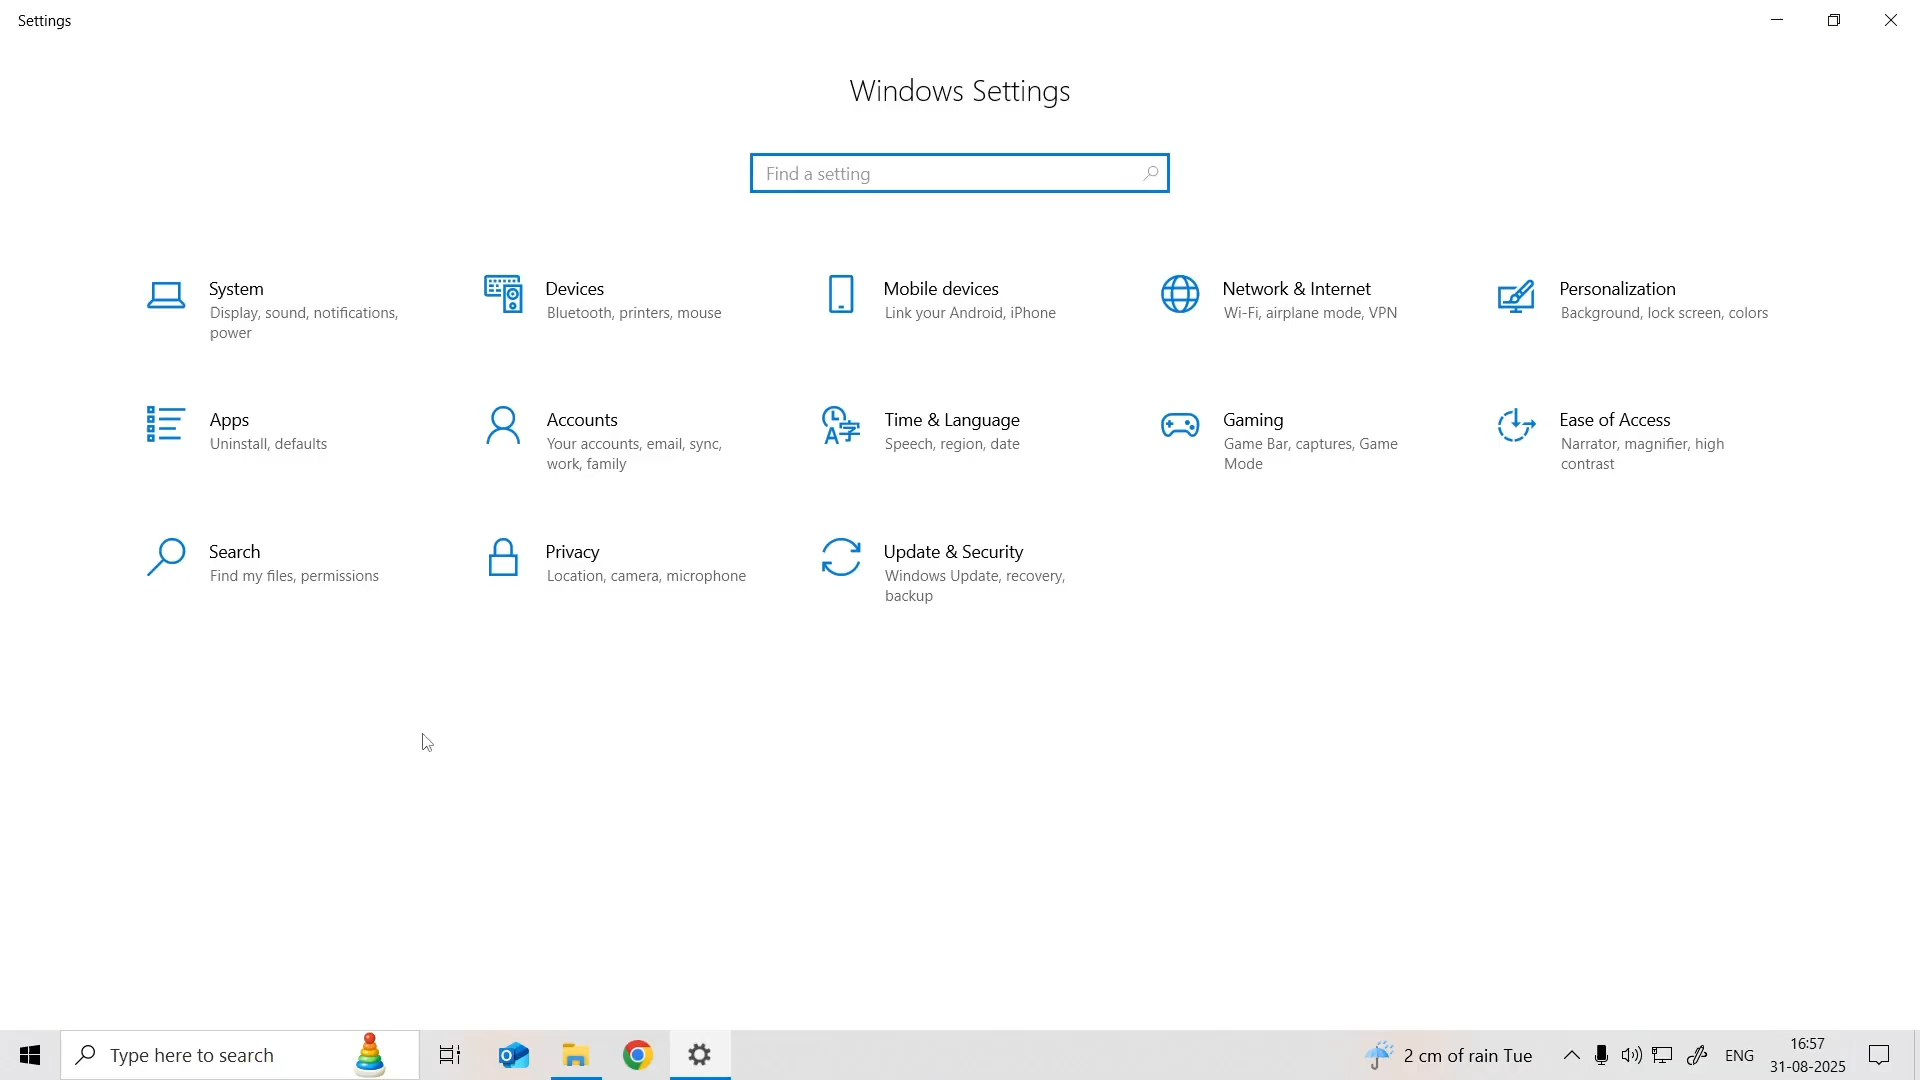 Settings
Windows Settings
Find a setting
System
Display, sound, notifications,
power
Devices
Bluetooth, printers, mouse
Mobile devices
Link your Android, iPhone
Network & Internet
Wi-Fi, airplane mode, VPN
Personalization
Background, lock screen, colors
Apps
Uninstall, defaults
Accounts
Your accounts, email, sync,
work, family
Time & Language
Speech, region, date
Gaming
Game Bar, captures, Game
Mode
Ease of Access
Narrator, magnifier, high
contrast
Search
Find my files, permissions
Privacy
Location, camera, microphone
Update & Security
Windows Update, recovery,
backup
Type here to search
2 cm of rain Tue
ENG
16:57
31-08-2025